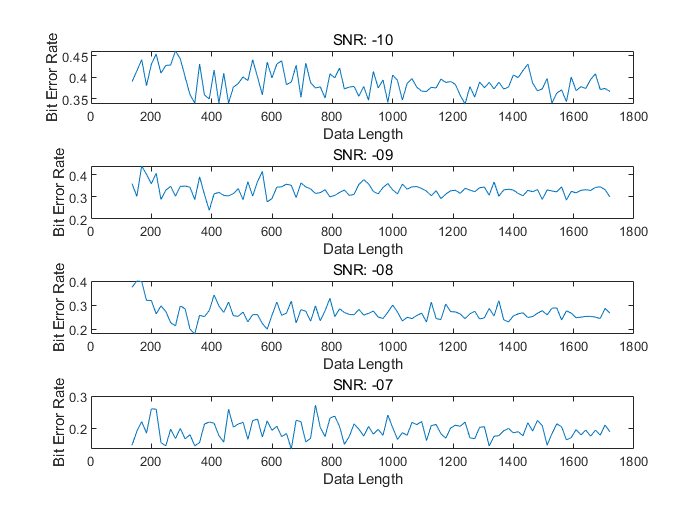 SNR: -10
Bit Error Rate
0.45
0.4
0.35
0 200 400 600 800 1000 1200 1400 1600 1800
Data Length
SNR: -09
Bit Error Rate
0.4
0.3
0.2
0 200 400 600 800 1000 1200 1400 1600 1800
Data Length
SNR: -08
Bit Error Rate
0.4
0.3
0.2
0 200 400 600 800 1000 1200 1400 1600 1800
Data Length
SNR: -07
Bit Error Rate
0.3
0.2
0 200 400 600 800 1000 1200 1400 1600 1800
Data Length